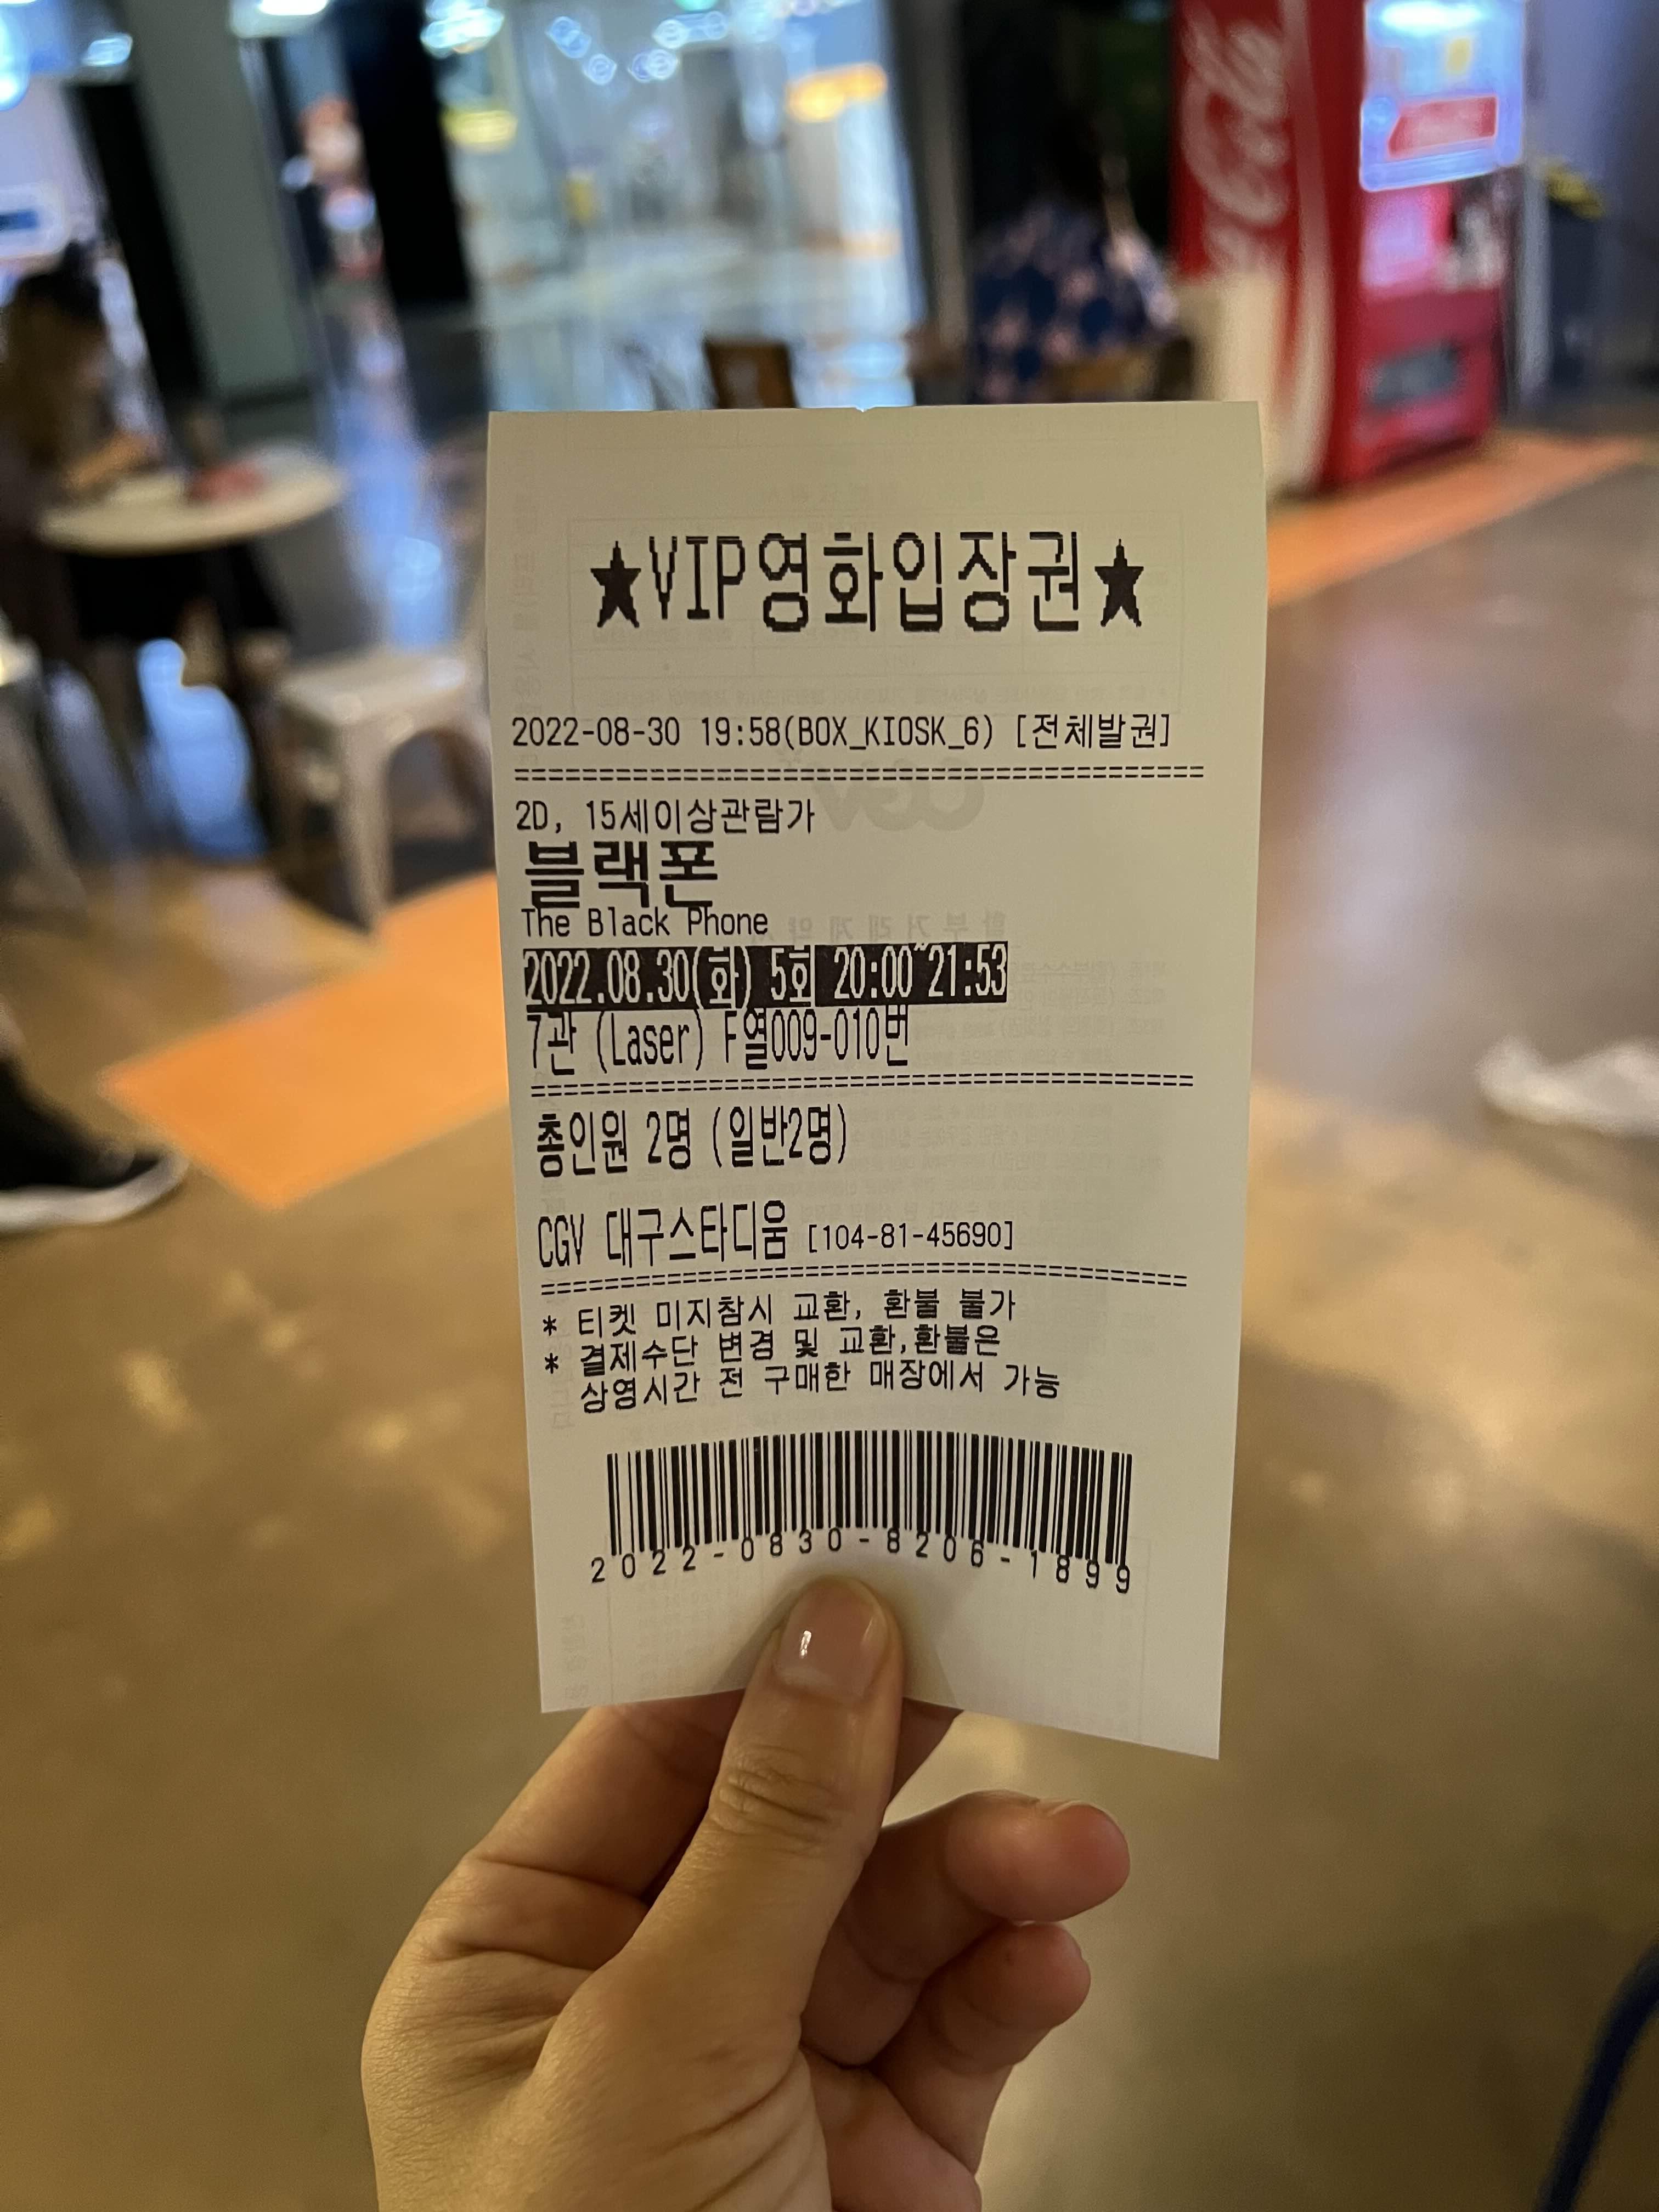 Coca-Cola
★VIP영화입장권★
2022-08-30 19:58(BOX_KIOSK_6) [전체발권]
2D, 15세이상관람가
블랙폰
The Black Phone
2022.08.30(화) 5회 20:00~21:53
7관 (Laser) F열009-010번
총인원 2명 (일반2명)
CGV 대구스타디움 [104-81-45690]
* 티켓 미지참시 교환, 환불 불가
* 결제수단 변경 및 교환,환불은
상영시간 전 구매한 매장에서 가능
2022-0830-8206-1899